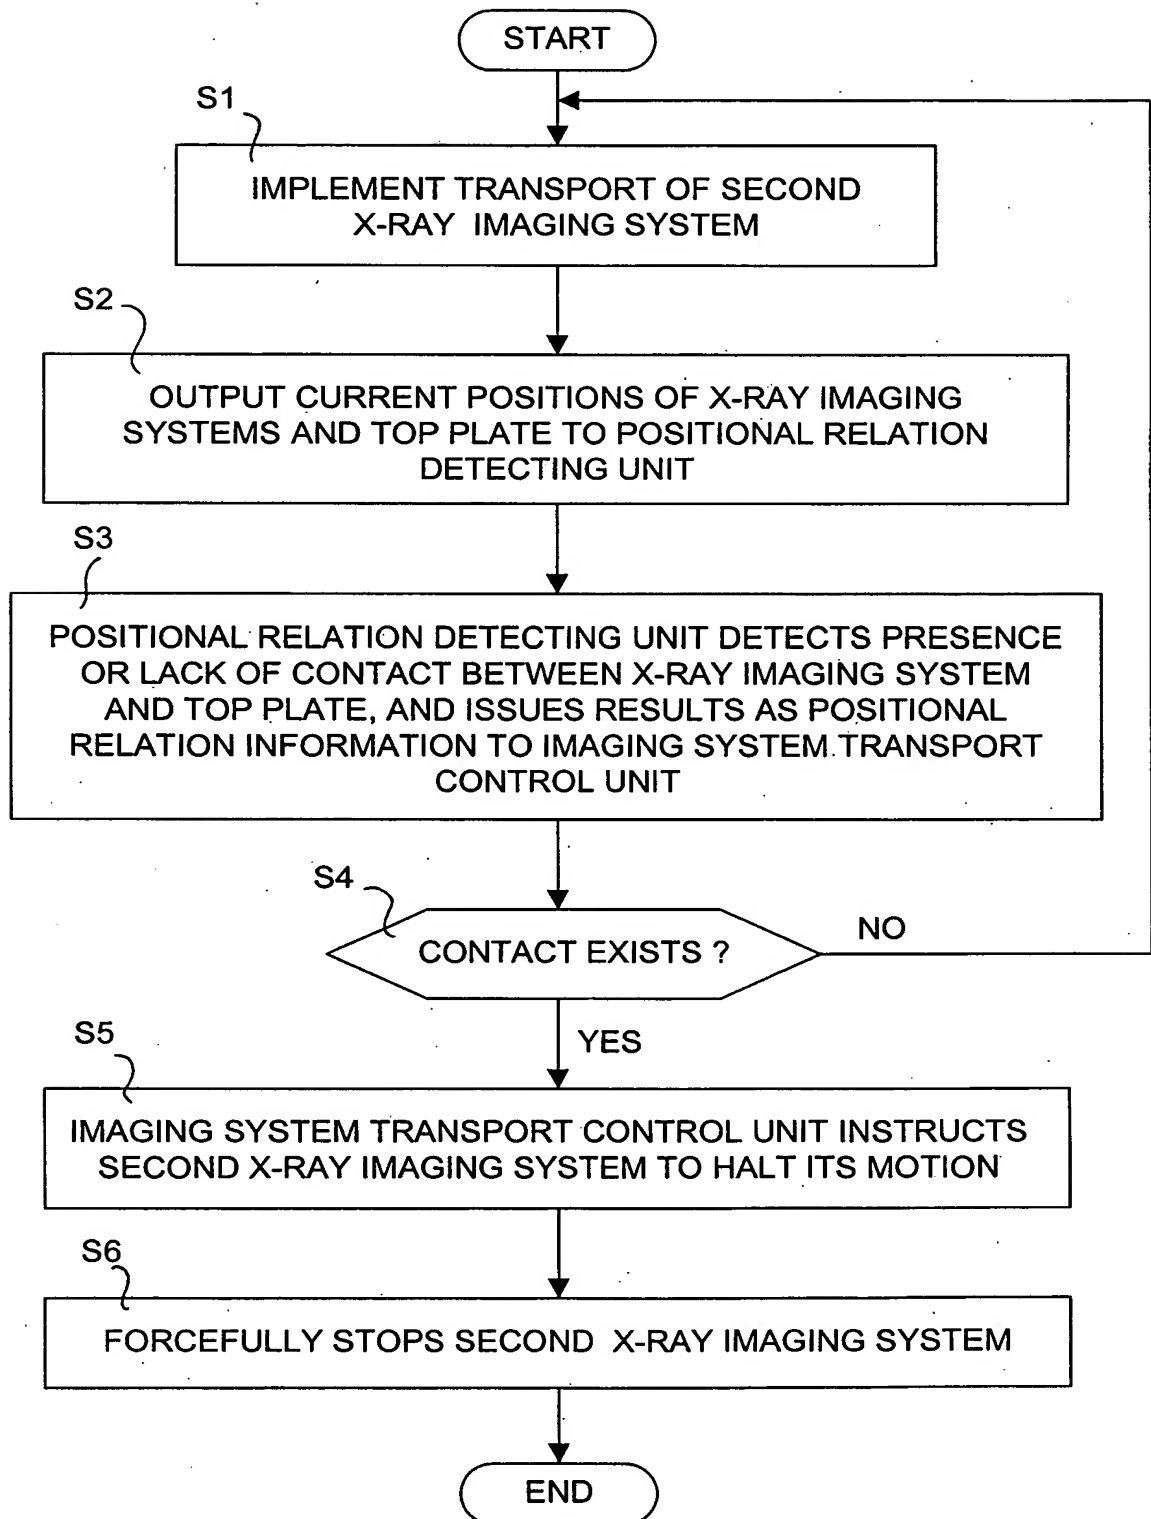 START
S1
IMPLEMENT TRANSPORT OF SECOND
X-RAY IMAGING SYSTEM
S2
OUTPUT CURRENT POSITIONS OF X-RAY IMAGING
SYSTEMS AND TOP PLATE TO POSITIONAL RELATION
DETECTING UNIT
S3
POSITIONAL RELATION DETECTING UNIT DETECTS PRESENCE
OR LACK OF CONTACT BETWEEN X-RAY IMAGING SYSTEM
AND TOP PLATE, AND ISSUES RESULTS AS POSITIONAL
RELATION INFORMATION TO IMAGING SYSTEM TRANSPORT
CONTROL UNIT
S4
CONTACT EXISTS ?
NO
YES
S5
IMAGING SYSTEM TRANSPORT CONTROL UNIT INSTRUCTS
SECOND X-RAY IMAGING SYSTEM TO HALT ITS MOTION
S6
FORCEFULLY STOPS SECOND X-RAY IMAGING SYSTEM
END